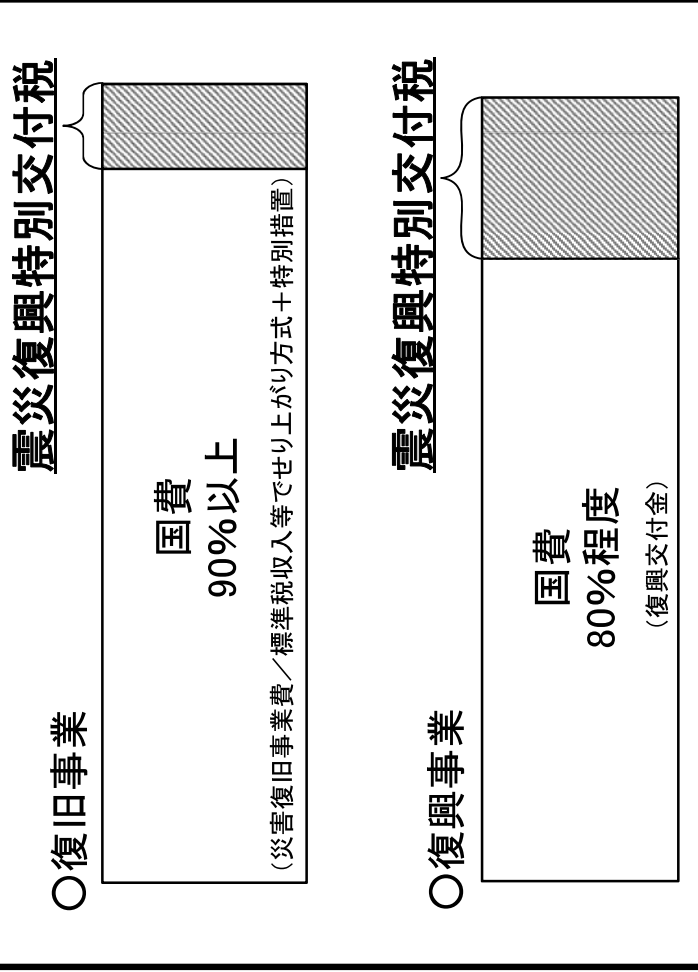 震災復興特別交付税
○復旧事業
国費
90%以上
（災害復旧事業費／標準税収入等でせり上がり方式＋特別措置）
震災復興特別交付税
○復興事業
国費
80%程度
（復興交付金）